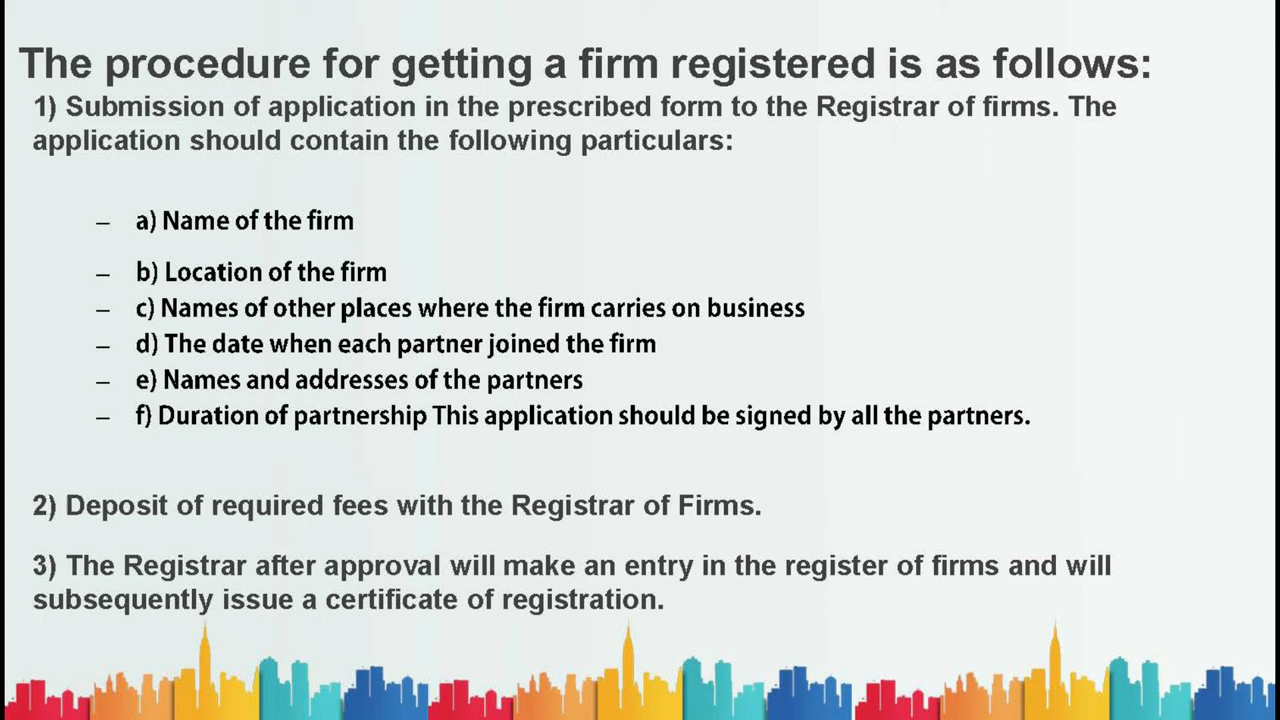 The procedure for getting a firm registered is as follows:
1) Submission of application in the prescribed form to the Registrar of firms. The
application should contain the following particulars:
– a) Name of the firm
– b) Location of the firm
– c) Names of other places where the firm carries on business
– d) The date when each partner joined the firm
– e) Names and addresses of the partners
– f) Duration of partnership This application should be signed by all the partners.
2) Deposit of required fees with the Registrar of Firms.
3) The Registrar after approval will make an entry in the register of firms and will
subsequently issue a certificate of registration.